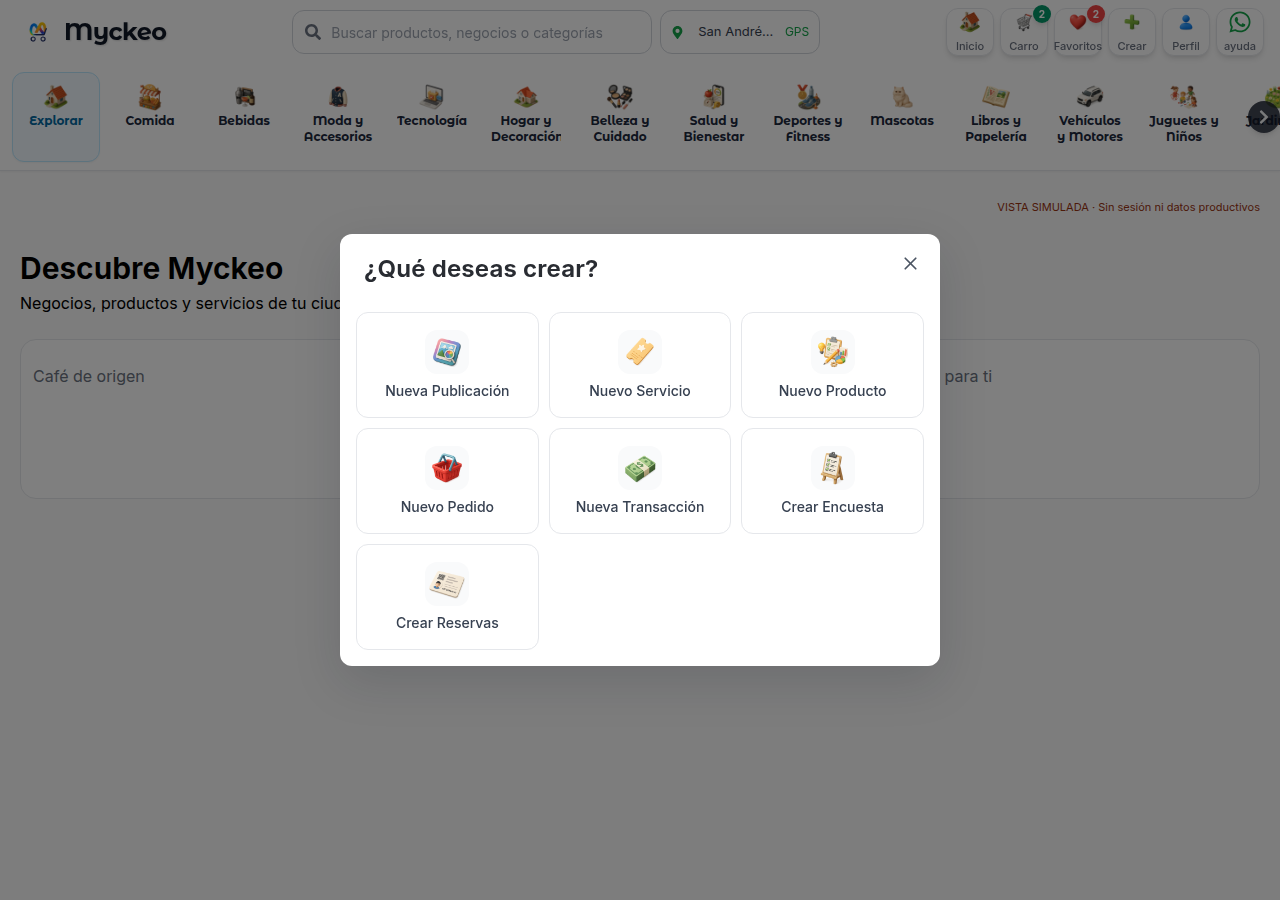 Myckeo
Buscar productos, negocios o categorías
San André...
GPS
2
2
Inicio
Carro
Favoritos
Crear
Perfil
ayuda
Explorar
Comida
Bebidas
Moda y
Accesorios
Tecnología
Hogar y
Decoración
Belleza y
Cuidado
Salud y
Bienestar
Deportes y
Fitness
Mascotas
Libros y
Papelería
Vehículos
y Motores
Juguetes y
Niños
VISTA SIMULADA · Sin sesión ni datos productivos
Descubre Myckeo
Negocios, productos y servicios de tu
Café de origen
para ti
¿Qué deseas crear?
Nueva Publicación
Nuevo Servicio
Nuevo Producto
Nuevo Pedido
Nueva Transacción
Crear Encuesta
Crear Reservas